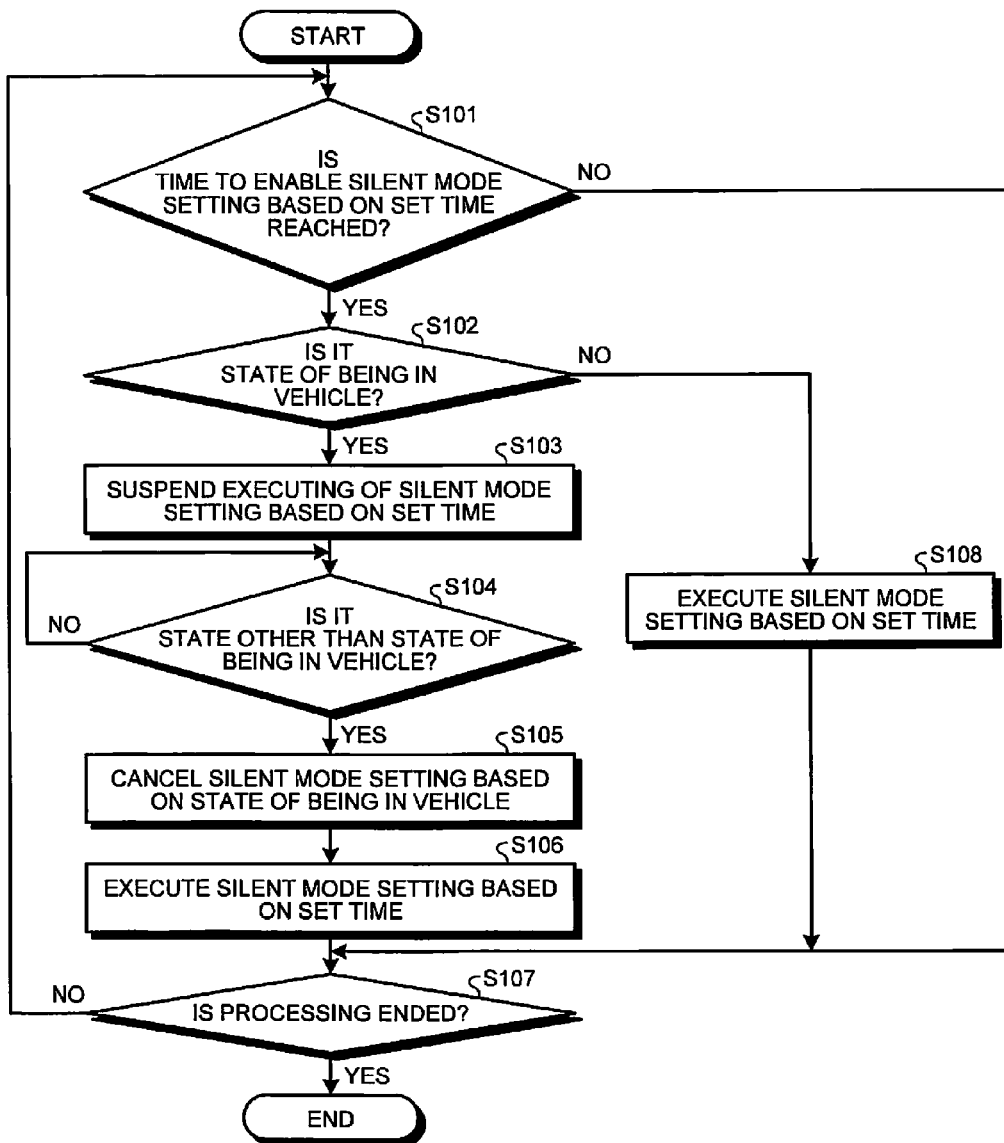 START
S101
IS
TIME TO ENABLE SILENT MODE
SETTING BASED ON SET TIME
REACHED?
NO
YES
S102
IS IT
STATE OF BEING IN
VEHICLE?
NO
YES
S103
SUSPEND EXECUTING OF SILENT MODE
SETTING BASED ON SET TIME
S104
IS IT
STATE OTHER THAN STATE OF
BEING IN VEHICLE?
NO
YES
S108
EXECUTE SILENT MODE
SETTING BASED ON SET TIME
S105
CANCEL SILENT MODE SETTING BASED
ON STATE OF BEING IN VEHICLE
S106
EXECUTE SILENT MODE SETTING BASED
ON SET TIME
S107
NO
IS PROCESSING ENDED?
YES
END